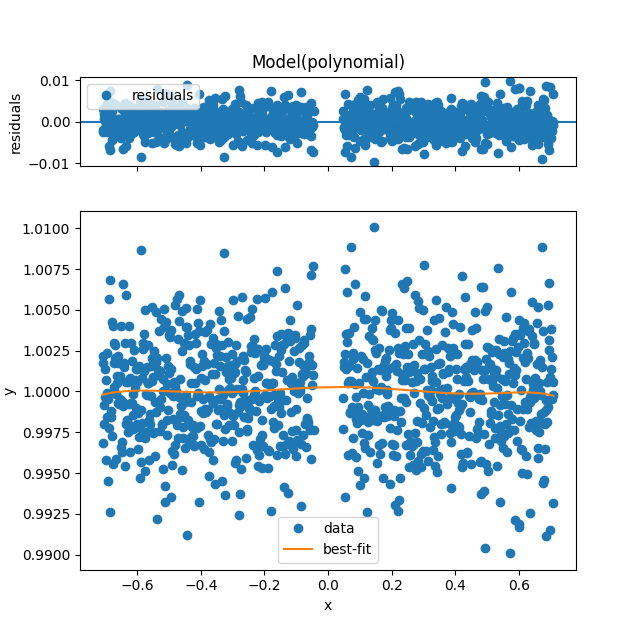 Model(polynomial)
0.01
0.00
−0.01
residuals
residuals
1.0100
1.0075
1.0050
1.0025
1.0000
0.9975
0.9950
0.9925
0.9900
y
data
best-fit
−0.6 −0.4 −0.2 0.0 0.2 0.4 0.6
x